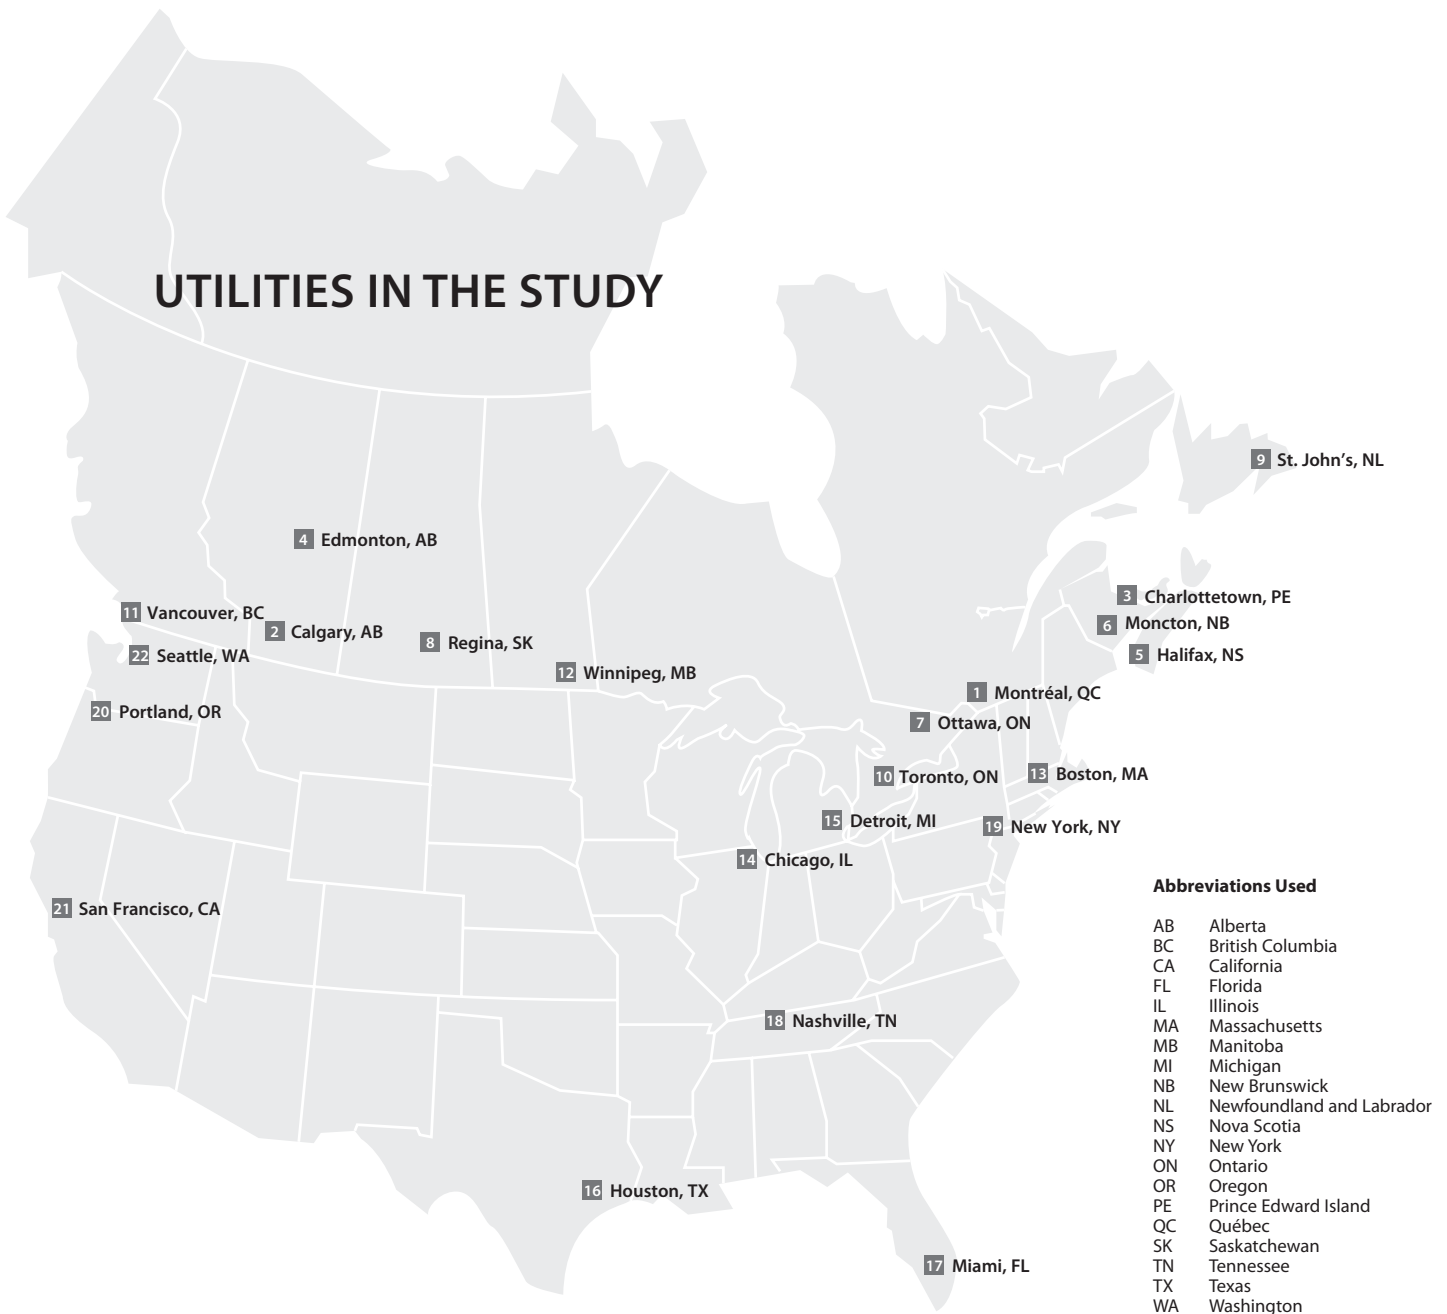 UTILITIES IN THE STUDY
9 St. John’s, NL
4 Edmonton, AB
3 Charlottetown, PE
11 Vancouver, BC
6 Moncton, NB
2 Calgary, AB
8 Regina, SK
22 Seattle, WA
5 Halifax, NS
12 Winnipeg, MB
1 Montréal, QC
20 Portland, OR
7 Ottawa, ON
10 Toronto, ON
13 Boston, MA
15 Detroit, MI
19 New York, NY
14 Chicago, IL
21 San Francisco, CA
18 Nashville, TN
16 Houston, TX
17 Miami, FL
Abbreviations Used
AB Alberta
BC British Columbia
CA California
FL Florida
IL Illinois
MA Massachusetts
MB Manitoba
MI Michigan
NB New Brunswick
NL Newfoundland and Labrador
NS Nova Scotia
NY New York
ON Ontario
OR Oregon
PE Prince Edward Island
QC Québec
SK Saskatchewan
TN Tennessee
TX Texas
WA Washington